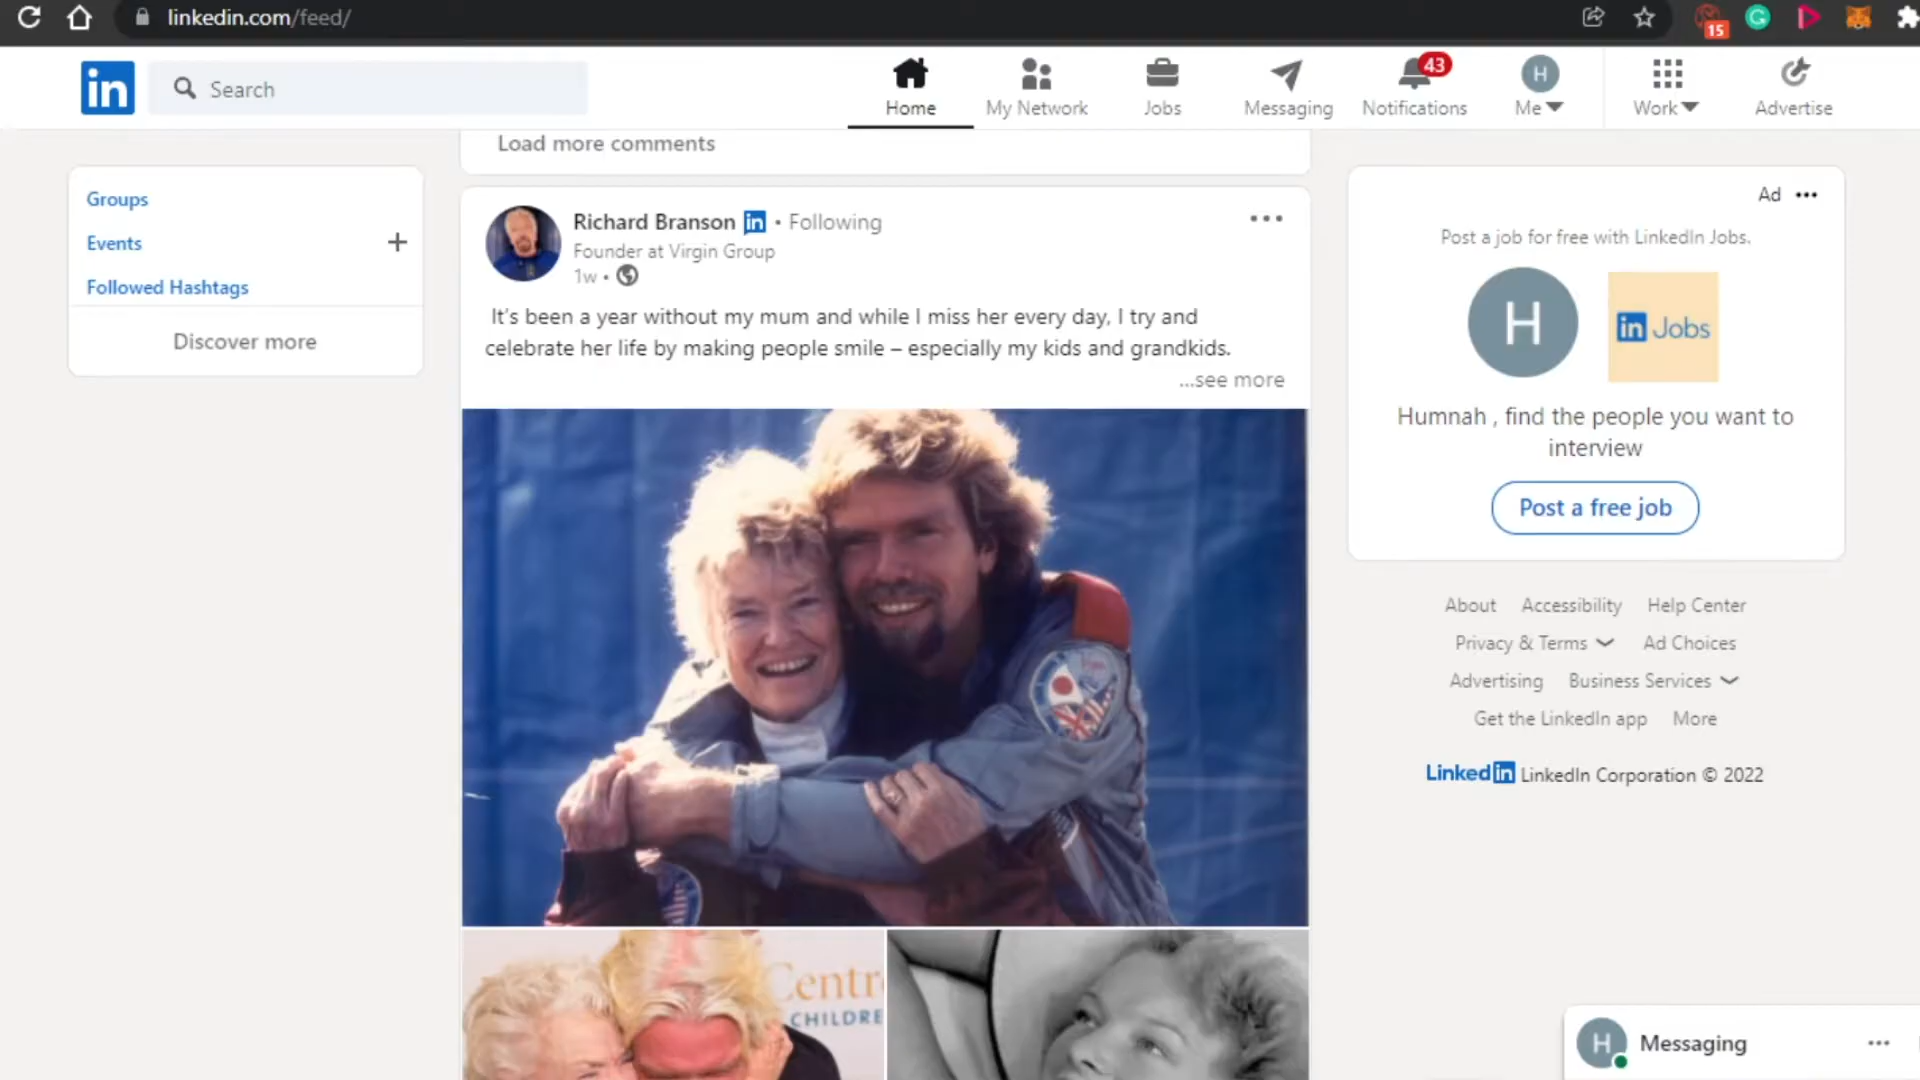 linkedin.com/feed/
15
in
Search
Home
My Network
Jobs
Messaging
43
Notifications
H
Me
Work
Advertise
Load more comments
Groups
Events
Followed Hashtags
Discover more
Richard Branson in • Following
Founder at Virgin Group
1w •
It's been a year without my mum and while I miss her every day, I try and
celebrate her life by making people smile – especially my kids and grandkids.
...see more
Centr
CHILDRE
Ad
Post a job for free with LinkedIn Jobs.
H
in Jobs
Humnah , find the people you want to
interview
Post a free job
About Accessibility Help Center
Privacy & Terms Ad Choices
Advertising Business Services
Get the LinkedIn app More
Linkedin LinkedIn Corporation © 2022
H
Messaging